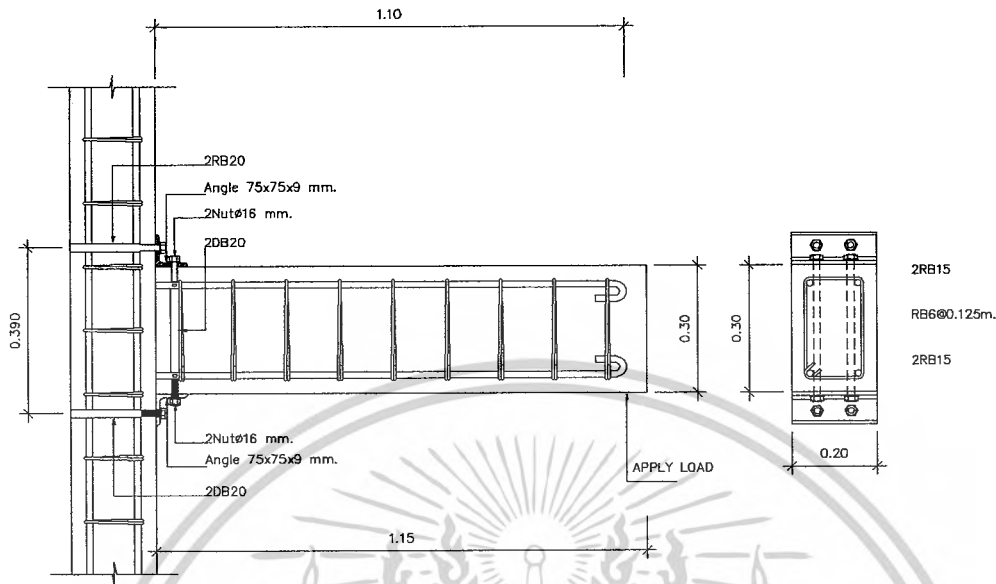 1.10
2RB20
Angle 75x75x9 mm.
2Nutø16 mm.
2DB20
0.390
0.30
0.30
2RB15
RB6@0.125m.
2RB15
2Nutø16 mm.
Angle 75x75x9 mm.
2DB20
APPLY LOAD
0.20
1.15